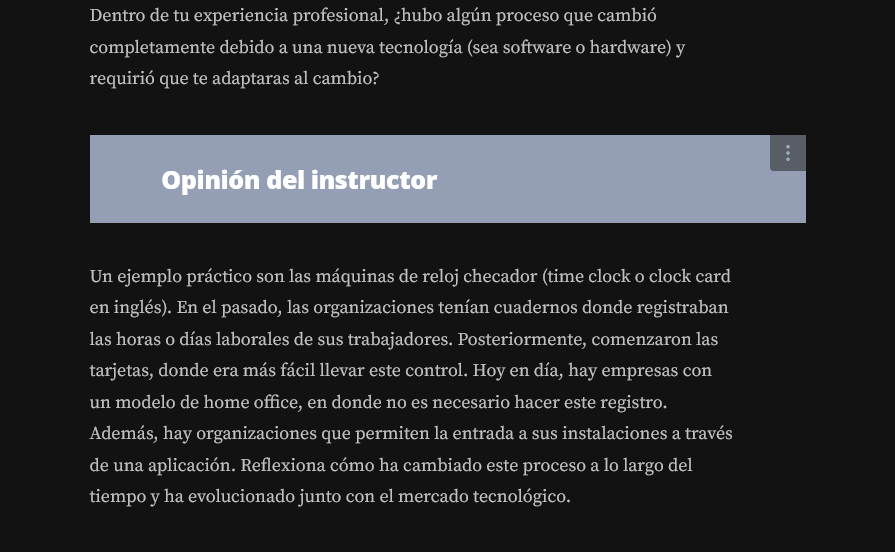 Dentro de tu experiencia profesional, ¿hubo algún proceso que cambió
completamente debido a una nueva tecnología (sea software o hardware) y
requirió que te adaptaras al cambio?
Opinión del instructor
Un ejemplo práctico son las máquinas de reloj checador (time clock o clock card
en inglés). En el pasado, las organizaciones tenían cuadernos donde registraban
las horas o días laborales de sus trabajadores. Posteriormente, comenzaron las
tarjetas, donde era más fácil llevar este control. Hoy en día, hay empresas con
un modelo de home office, en donde no es necesario hacer este registro.
Además, hay organizaciones que permiten la entrada a sus instalaciones a través
de una aplicación. Reflexiona cómo ha cambiado este proceso a lo largo del
tiempo y ha evolucionado junto con el mercado tecnológico.